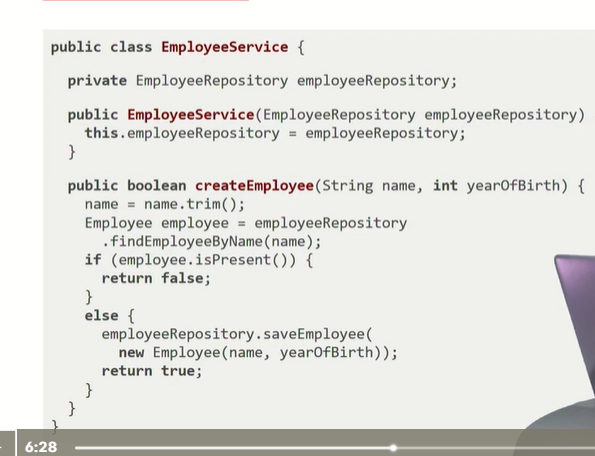 public class EmployeeService {
private EmployeeRepository employeeRepository;
public EmployeeService(EmployeeRepository employeeRepository)
this.employeeRepository = employeeRepository;
}
public boolean createEmployee(String name, int yearOfBirth) {
name = name.trim();
Employee employee = employeeRepository
.findEmployeeByName(name);
if (employee.isPresent()) {
return false;
}
else {
employeeRepository.saveEmployee(
new Employee(name, yearOfBirth));
return true;
}
}
}
6:28